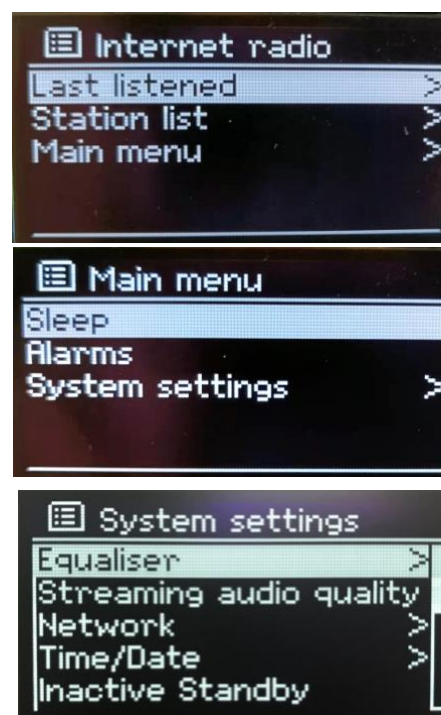 Internet radio
Last listened >
Station list >
Main menu >
Main menu
Sleep
Alarms
System settings >
System settings
Equaliser >
Streaming audio quality
Network >
Time/Date >
Inactive Standby